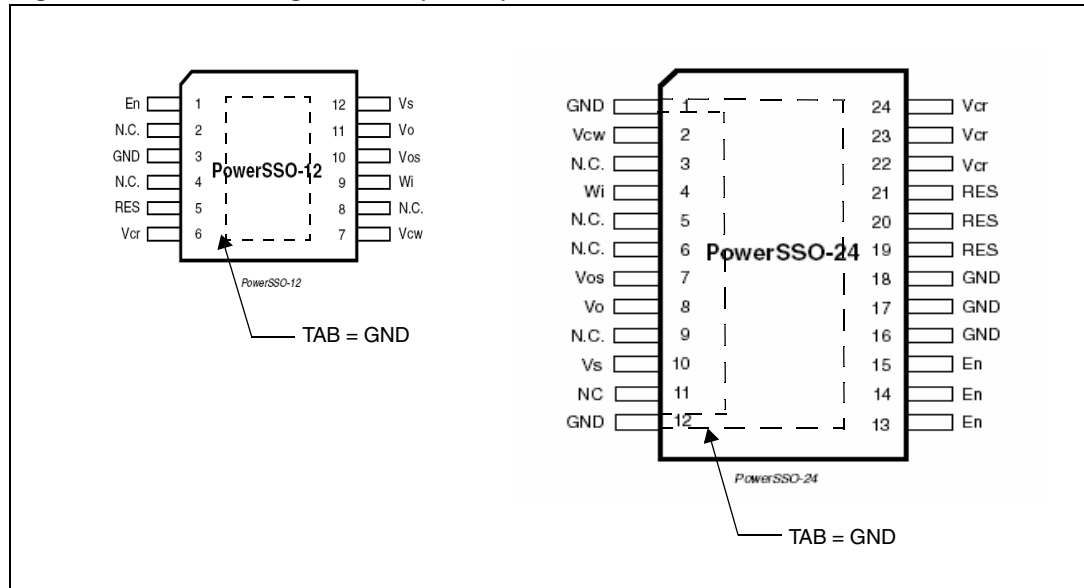 En 1 12 Vs
N.C. 2 11 Vo
GND 3 10 Vos
PowerSSO-12
N.C. 4 9 Wi
RES 5 8 N.C.
Vcr 6 7 Vcw
PowerSSO-12
TAB = GND
GND 1 24 Vcr
Vcw 2 23 Vcr
N.C. 3 22 Vcr
Wi 4 21 RES
N.C. 5 20 RES
N.C. 6 PowerSSO-24 19 RES
Vos 7 18 GND
Vo 8 17 GND
N.C. 9 16 GND
Vs 10 15 En
NC 11 14 En
GND 12 13 En
PowerSSO-24
TAB = GND